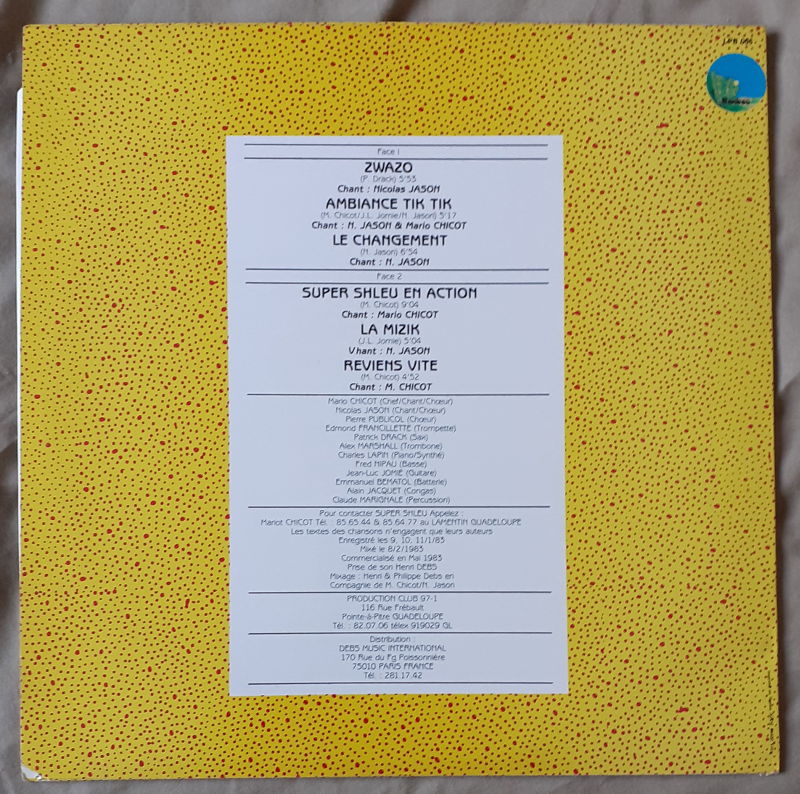 Face 1
ZWAZO
(P. Drack) 5'53
Chant : Nicolas JASON
AMBIANCE TIK TIK
(M. Chicot/J.L. Jomie/N. Jason) 5'17
Chant : N. JASON & Mario CHICOT
LE CHANGEMENT
(N. Jason) 6'54
Chant : N. JASON
Face 2
SUPER SHLEU EN ACTION
(M. Chicot) 9'04
Chant : Mario CHICOT
LA MIZIK
(J.L. Jomie) 5'04
Vhant : N. JASON
REVIENS VITE
(M. Chicot) 4'52
Chant : M. CHICOT
Mario CHICOT (Chef/Chant/Chœur)
Nicolas JASON (Chant/Chœur)
Pierre PUBLICOL (Chœur)
Edmond FRANCILLETTE (Trompette)
Patrick DRACK (Sax)
Alex MARSHALL (Trombone)
Charles LAPIN (Piano/Synthé)
Fred NIPAU (Basse)
Jean-Luc JOMIE (Guitare)
Emmanuel BEMATOL (Batterie)
Alain JACQUET (Congas)
Claude MARIGNALE (Percussion)
Pour contacter SUPER SHLEU Appelez :
Mariot CHICOT Tél. : 85.65.44 & 85.64.77 au LAMENTIN GUADELOUPE
Les textes des chansons n'engagent que leurs auteurs
Enregistré les 9, 10, 11/1/83
Mixé le 8/2/1983
Commercialisé en Mai 1983
Prise de son Henri DEBS
Mixage : Henri & Philippe Debs en
Compagnie de M. Chicot/N. Jason
PRODUCTION CLUB 97-1
116 Rue Frébault
Pointe-à-Pitre GUADELOUPE
Tél. : 82.07.06 télex 919029 GL
Distribution :
DEBS MUSIC INTERNATIONAL
170 Rue du Fg Poissonnière
75010 PARIS FRANCE
Tél. : 281.17.42